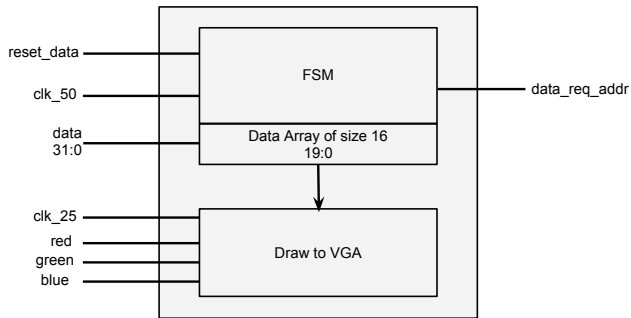 reset_data
FSM
clk_50
data_req_addr
data
31:0
Data Array of size 16
19:0
clk_25
red
green
blue
Draw to VGA